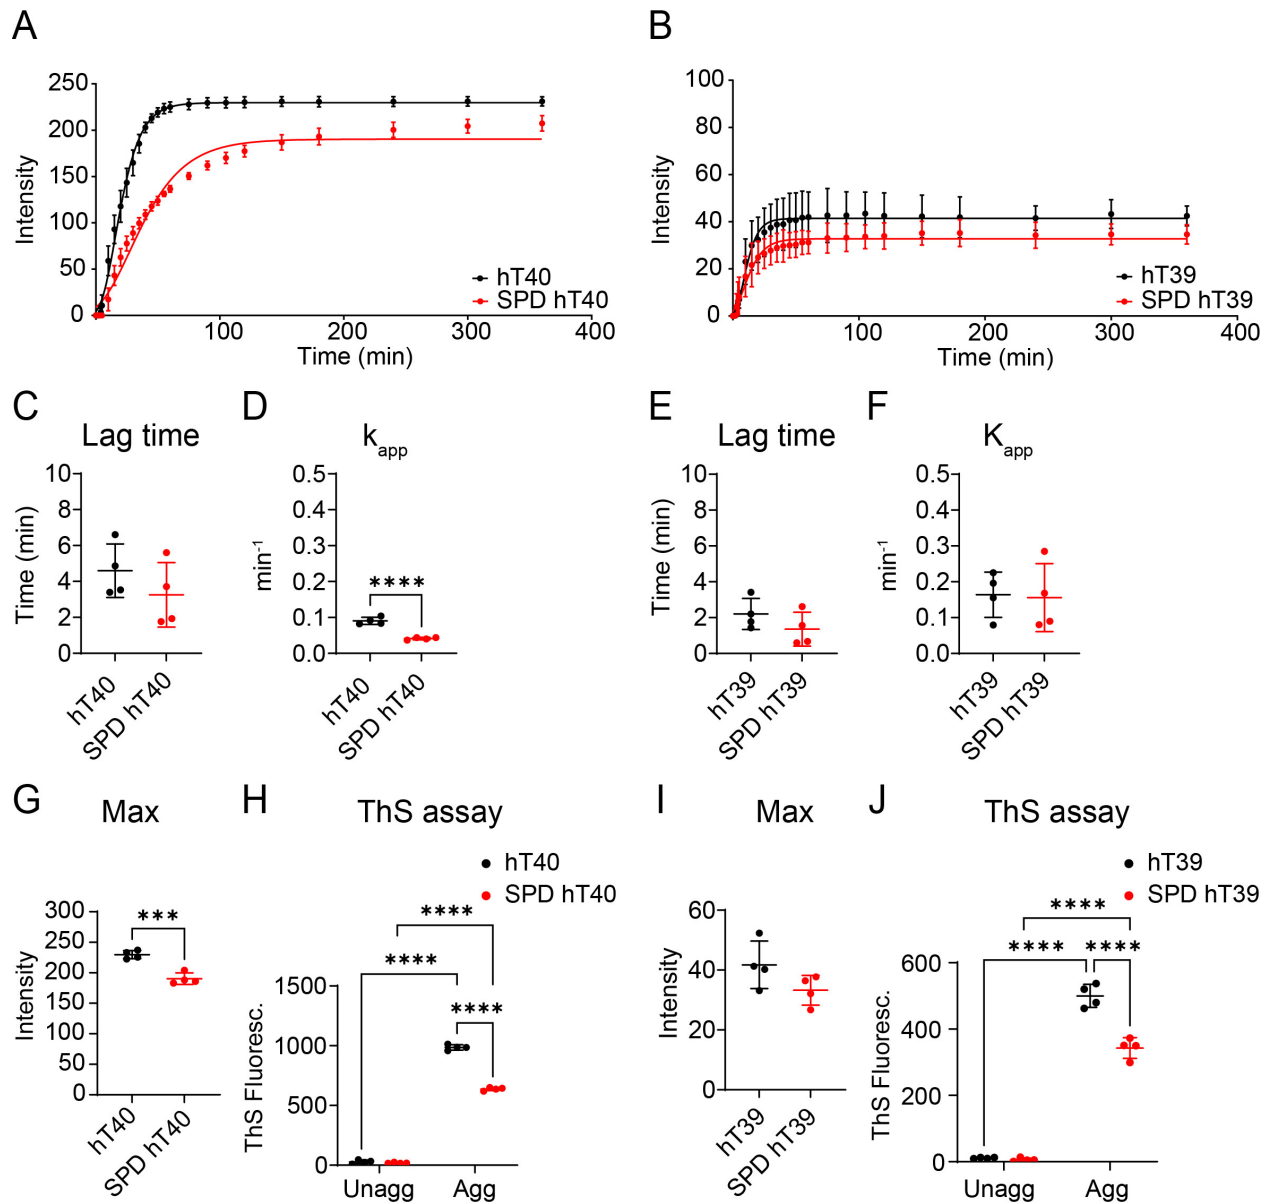 A
250
200
150
100
50
0
Intensity
100
200
300
400
Time (min)
hT40
SPD hT40
B
100
80
60
40
20
0
Intensity
100
200
300
400
Time (min)
hT39
SPD hT39
C
Lag time
10
8
6
4
2
0
Time (min)
hT40
SPD hT40
D
kapp
0.5
0.4
0.3
0.2
0.1
0.0
min-1
****
hT40
SPD hT40
E
Lag time
10
8
6
4
2
0
Time (min)
hT39
SPD hT39
F
Kapp
0.5
0.4
0.3
0.2
0.1
0.0
min-1
hT39
SPD hT39
G
Max
300
250
200
150
100
50
0
Intensity
***
hT40
SPD hT40
H
ThS assay
hT40
SPD hT40
****
****
****
1500
1000
500
0
ThS Fluoresc.
Unagg
Agg
I
Max
60
40
20
0
Intensity
hT39
SPD hT39
J
ThS assay
hT39
SPD hT39
****
**** ****
600
400
200
0
ThS Fluoresc.
Unagg
Agg